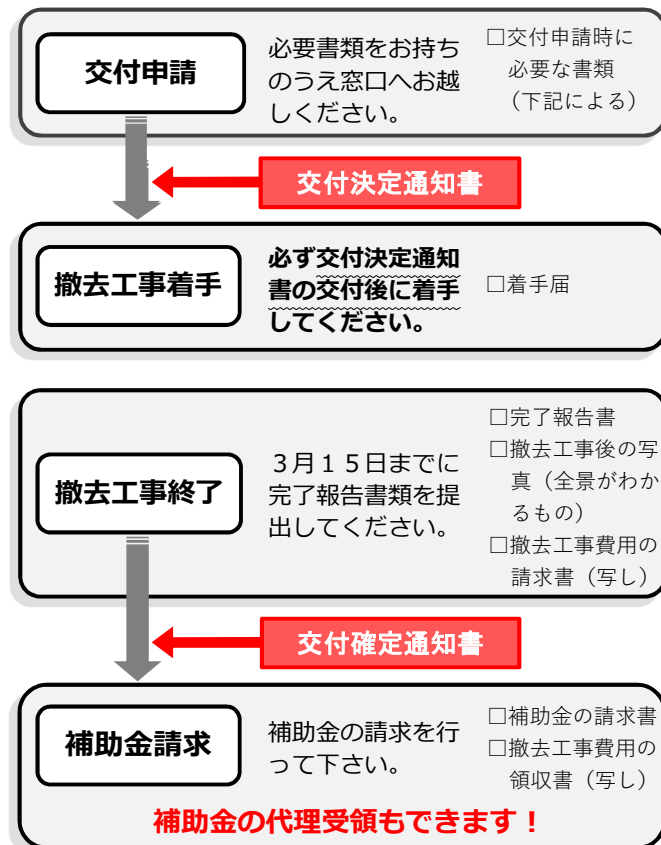 交付申請
必要書類をお持ち
のうえ窓口へお越
しください。
□交付申請時に
必要な書類
（下記による）
交付決定通知書
撤去工事着手
必ず交付決定通知
書の交付後に着手
してください。
□着手届
撤去工事終了
３月１５日までに
完了報告書類を提
出してください。
□完了報告書
□撤去工事後の写
真（全景がわか
るもの）
□撤去工事費用の
請求書（写し）
交付確定通知書
補助金請求
補助金の請求を行
って下さい。
□補助金の請求書
□撤去工事費用の
領収書（写し）
補助金の代理受領もできます！